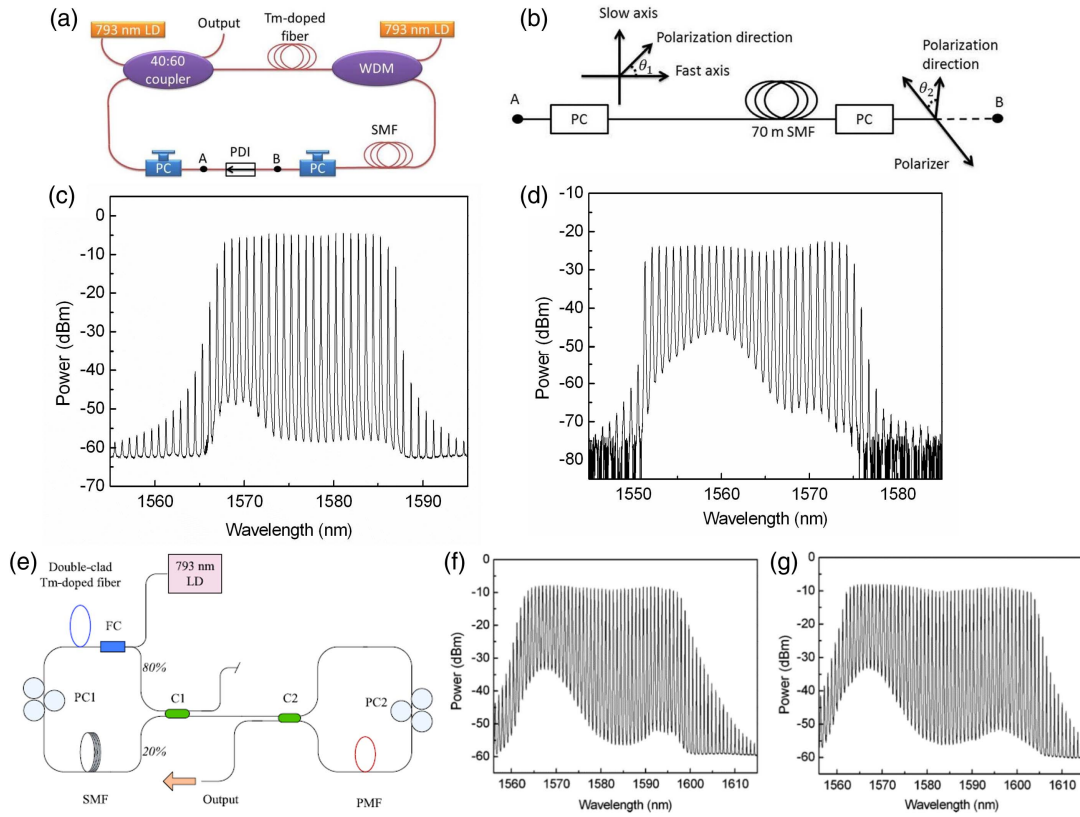 (a)
793 nm LD
Output
Tm-doped
fiber
793 nm LD
40:60
coupler
WDM
SMF
PC
A
PDI
B
PC
(b)
Slow axis
Polarization direction
θ1
Fast axis
Polarization
direction
θ2
A
PC
70 m SMF
PC
B
Polarizer
(c)
0
-10
-20
-30
-40
-50
-60
-70
Power (dBm)
1560 1570 1580 1590
Wavelength (nm)
(d)
-10
-20
-30
-40
-50
-60
-70
-80
Power (dBm)
1550 1560 1570 1580
Wavelength (nm)
(e)
Double-clad
Tm-doped fiber
793 nm
LD
FC
80%
PC1
C1
C2
PC2
20%
SMF
Output
PMF
(f)
0
-10
-20
-30
-40
-50
-60
Power (dBm)
1560 1570 1580 1590 1600 1610
Wavelength (nm)
(g)
0
-10
-20
-30
-40
-50
-60
Power (dBm)
1560 1570 1580 1590 1600 161
Wavelength (nm)